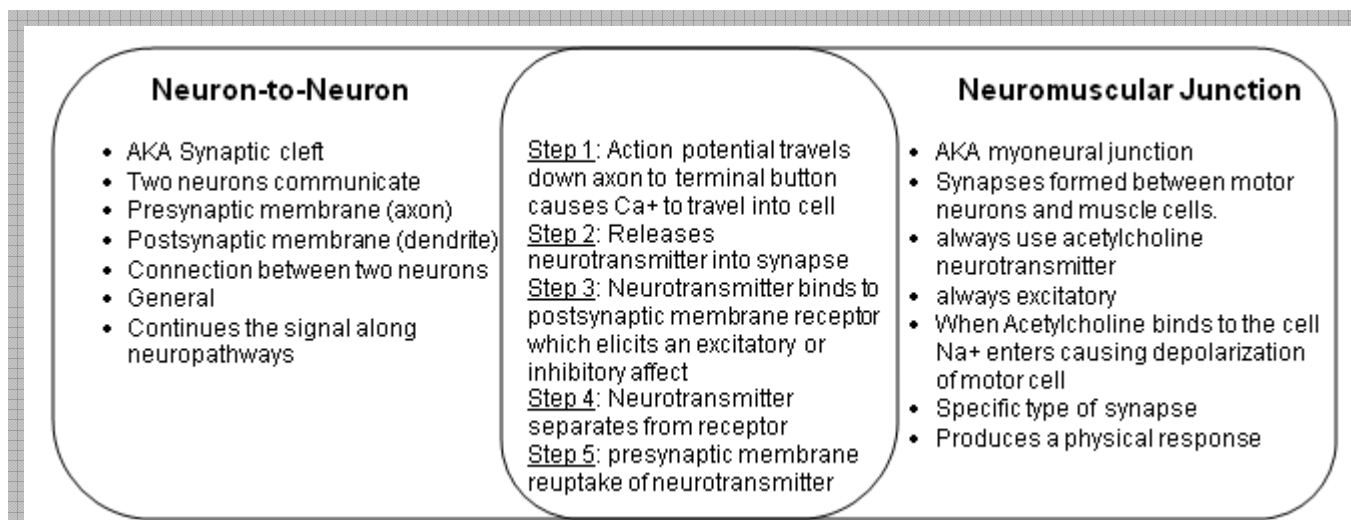 Neuron-to-Neuron
• AKA Synaptic cleft
• Two neurons communicate
• Presynaptic membrane (axon)
• Postsynaptic membrane (dendrite)
• Connection between two neurons
• General
• Continues the signal along
neuropathways
Step 1: Action potential travels
down axon to terminal button
causes Ca+ to travel into cell
Step 2: Releases
neurotransmitter into synapse
Step 3: Neurotransmitter binds to
postsynaptic membrane receptor
which elicits an excitatory or
inhibitory affect
Step 4: Neurotransmitter
separates from receptor
Step 5: presynaptic membrane
reuptake of neurotransmitter
Neuromuscular Junction
• AKA myoneural junction
• Synapses formed between motor
neurons and muscle cells.
• always use acetylcholine
neurotransmitter
• always excitatory
• When Acetylcholine binds to the cell
Na+ enters causing depolarization
of motor cell
• Specific type of synapse
• Produces a physical response